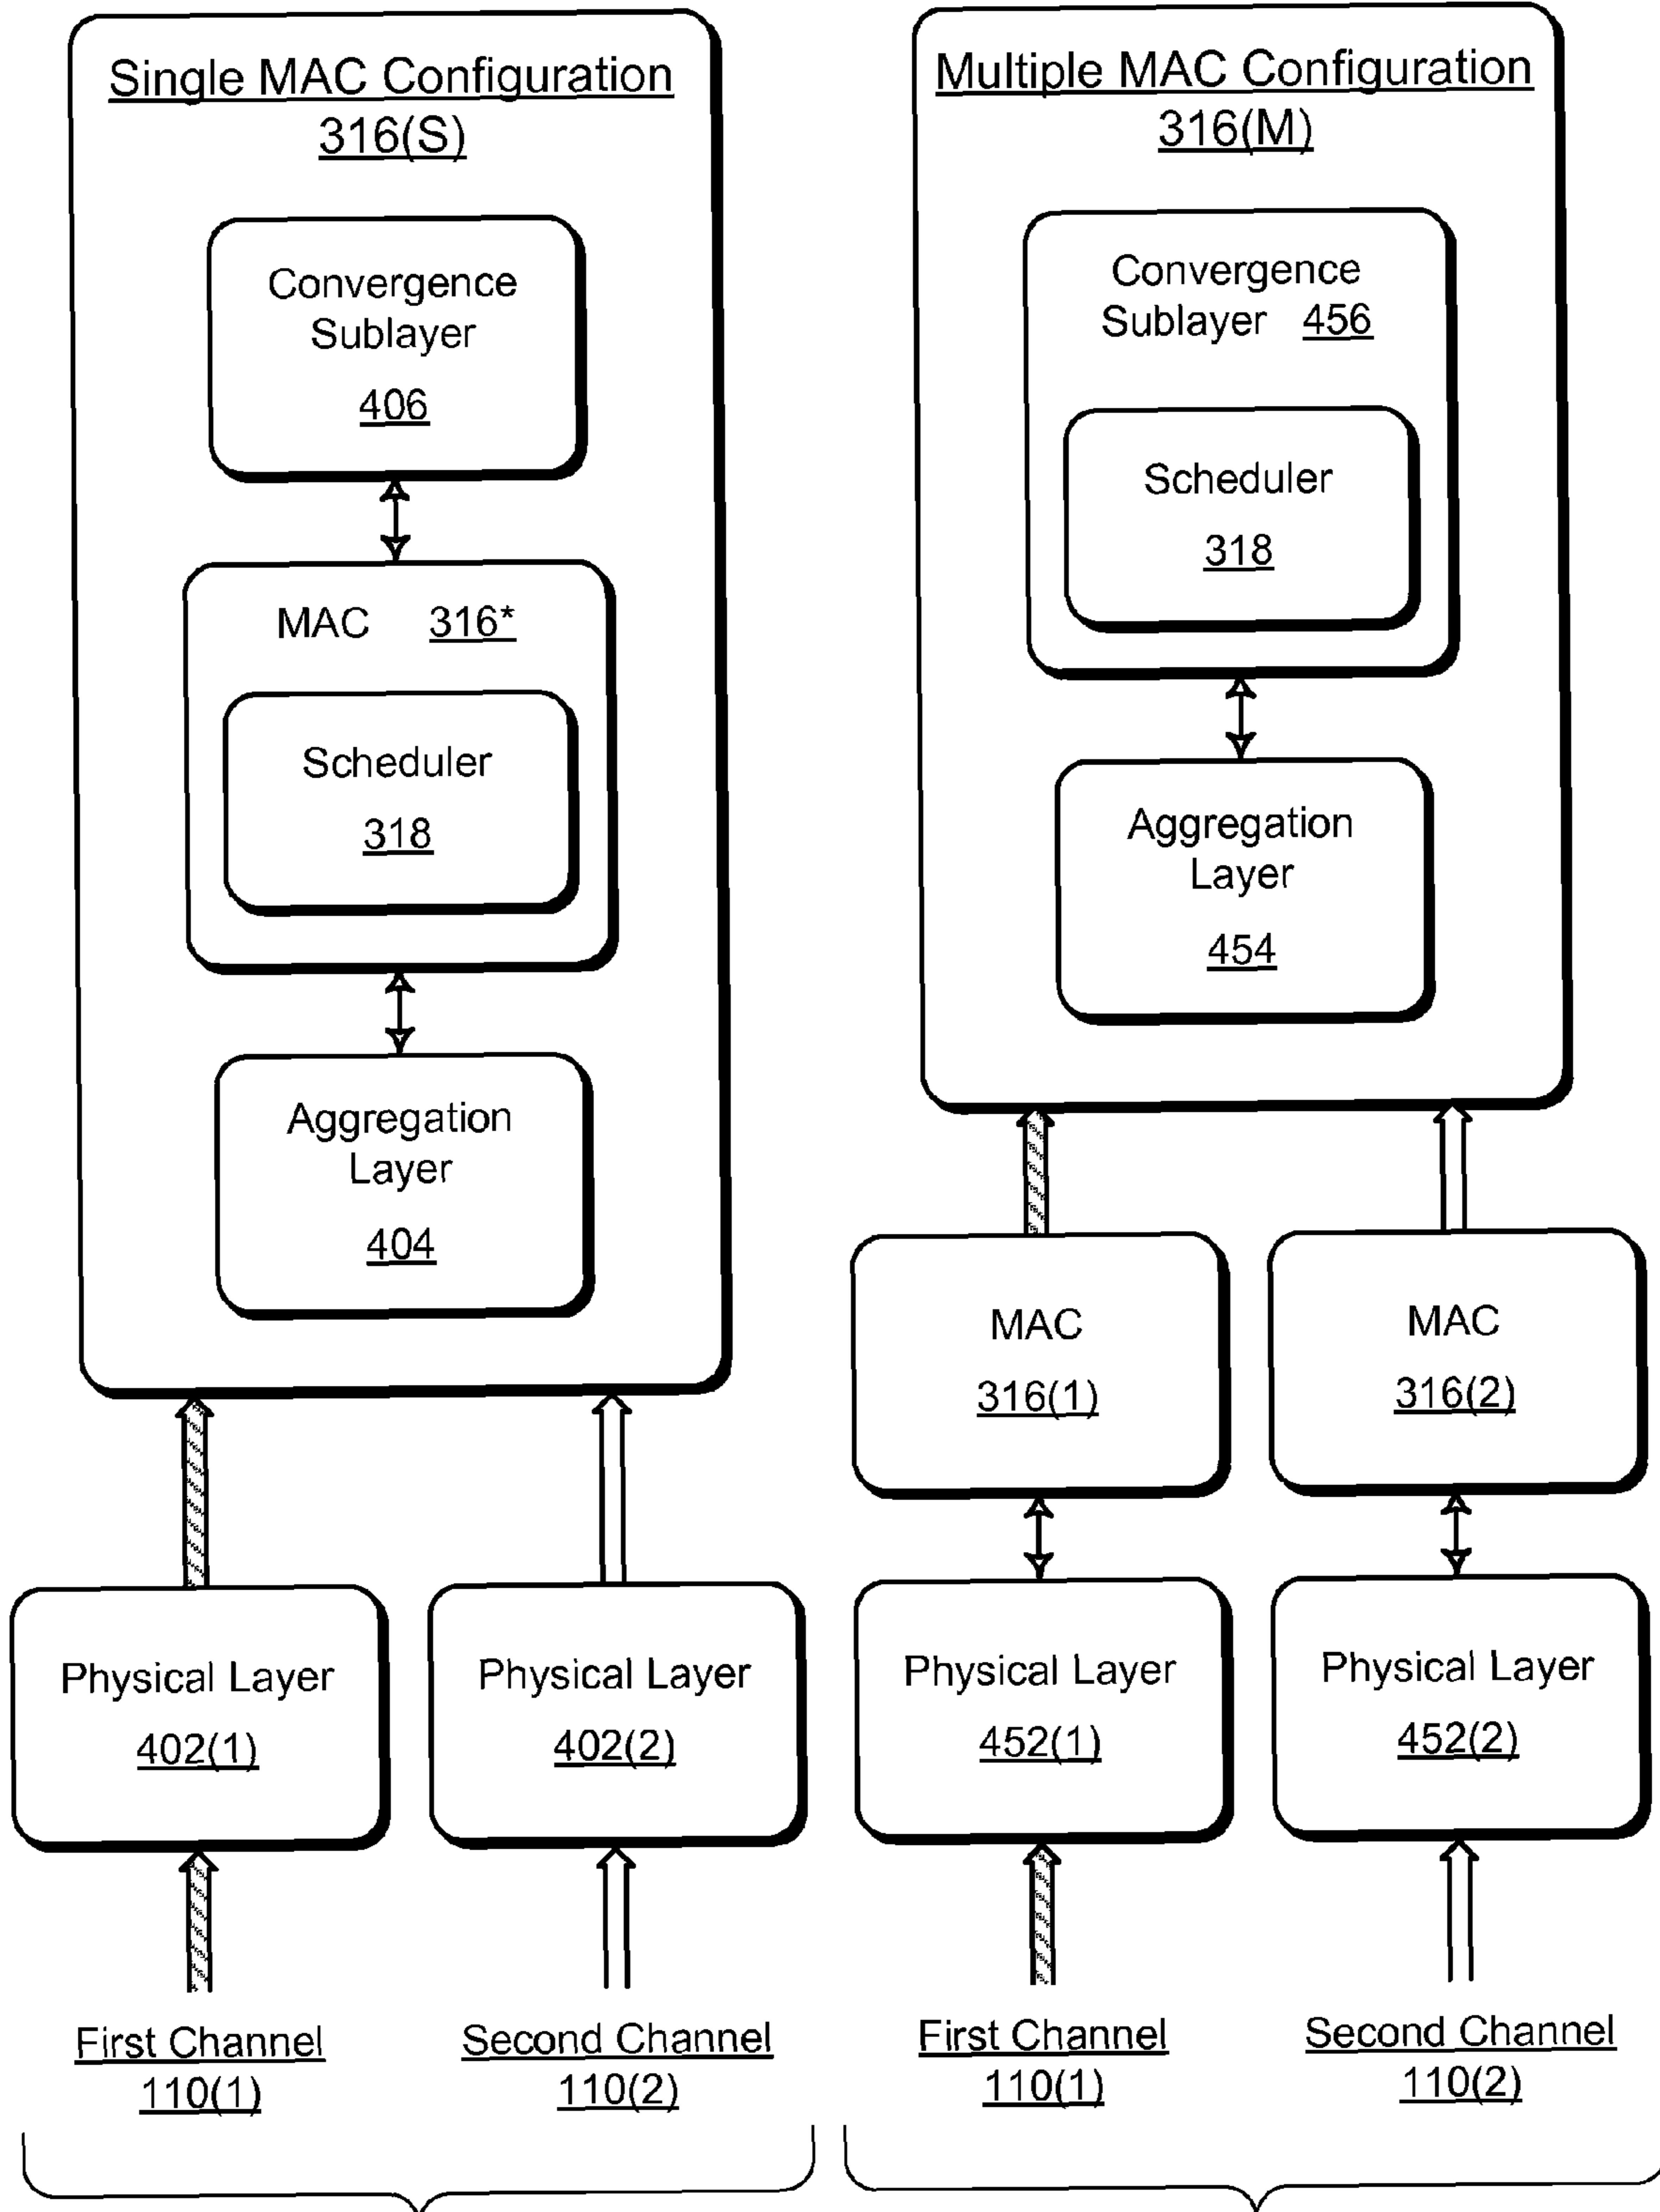 Single MAC Configuration
316(S)
Convergence
Sublayer
406
MAC 316*
Scheduler
318
Aggregation
Layer
404
Physical Layer
402(1)
Physical Layer
402(2)
First Channel
110(1)
Second Channel
110(2)
Multiple MAC Configuration
316(M)
Convergence
Sublayer 456
Scheduler
318
Aggregation
Layer
454
MAC
316(1)
MAC
316(2)
Physical Layer
452(1)
Physical Layer
452(2)
First Channel
110(1)
Second Channel
110(2)